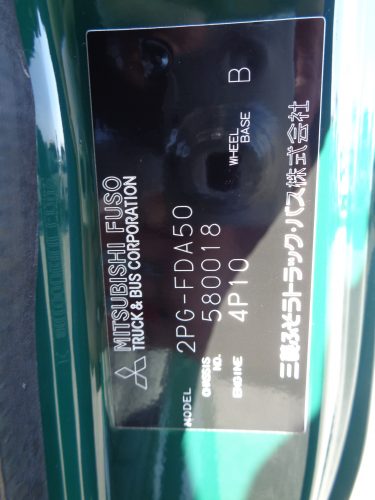 MITSUBISHI FUSO
TRUCK & BUS CORPORATION
MODEL 2PG-FDA50
CHASSIS NO. 580018
ENGINE 4P10 WHEEL BASE B
三菱ふそうトラック・バス株式会社